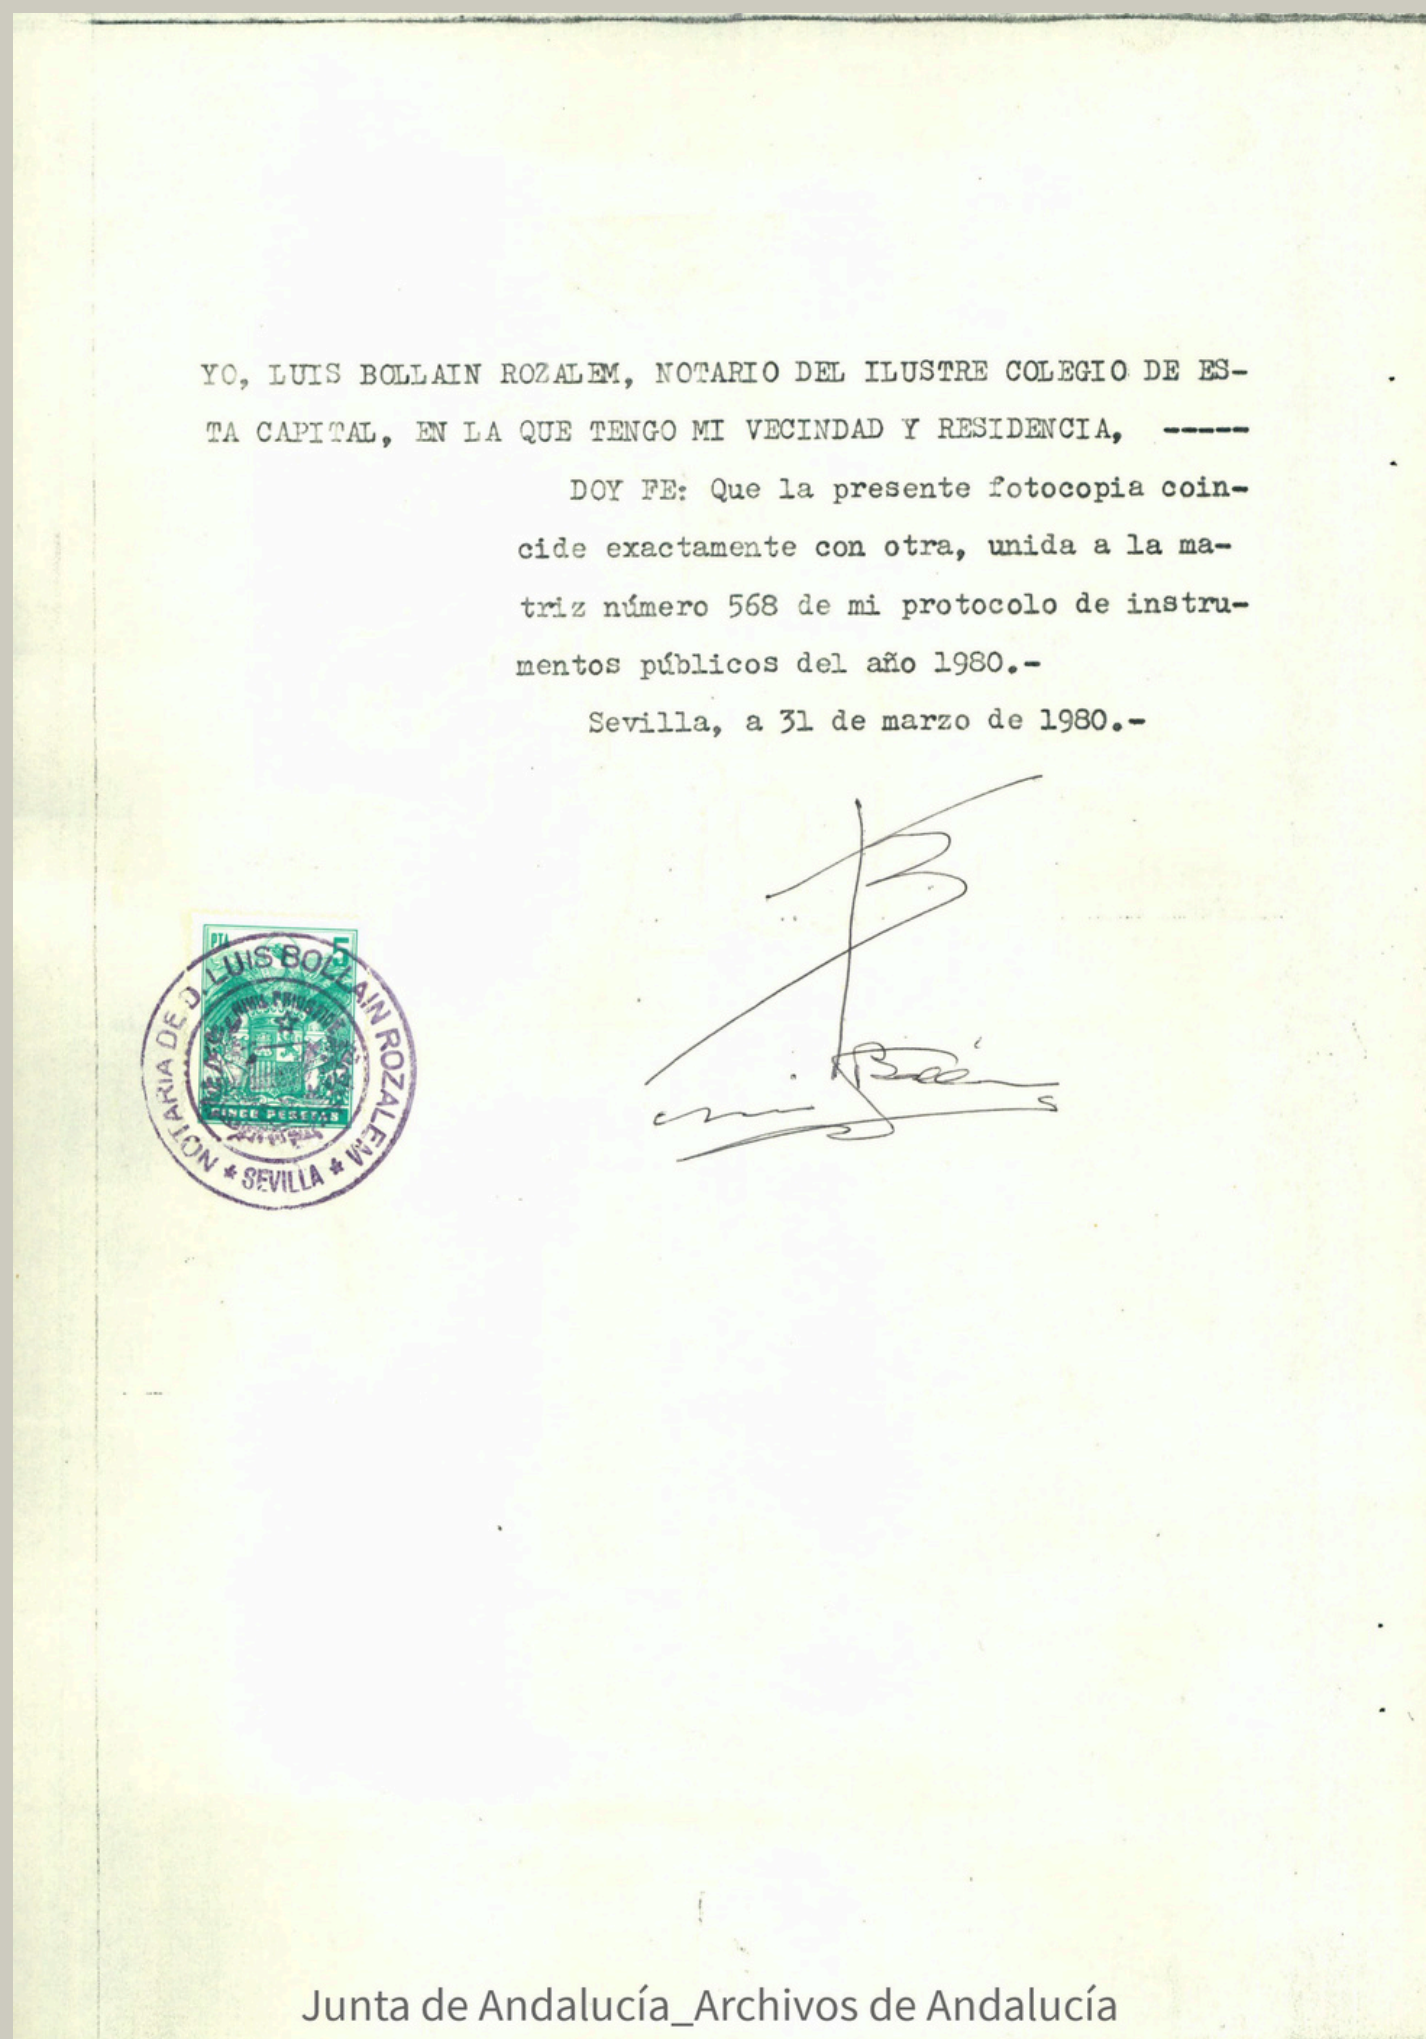 YO, LUIS BOLLAIN ROZALEM, NOTARIO DEL ILUSTRE COLEGIO DE ES-
TA CAPITAL, EN LA QUE TENGO MI VECINDAD Y RESIDENCIA, -----
DOY FE: Que la presente fotocopia coin-
cide exactamente con otra, unida a la ma-
triz número 568 de mi protocolo de instru-
mentos públicos del año 1980.-
Sevilla, a 31 de marzo de 1980.-
PTA 5
CINCO PESETAS
NOTARIA DE D. LUIS BOLLAIN ROZALEM
* SEVILLA *
Junta de Andalucía_Archivos de Andalucía